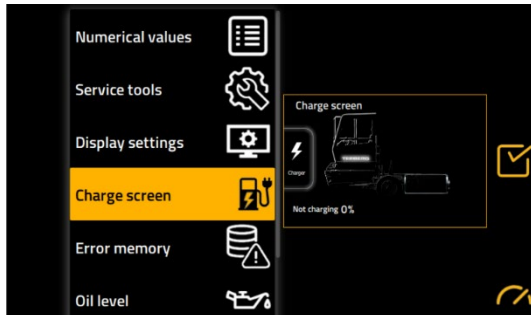 Numerical values
Service tools
Display settings
Charge screen
Error memory
Oil level
Charge screen
Charger
Not charging 0%